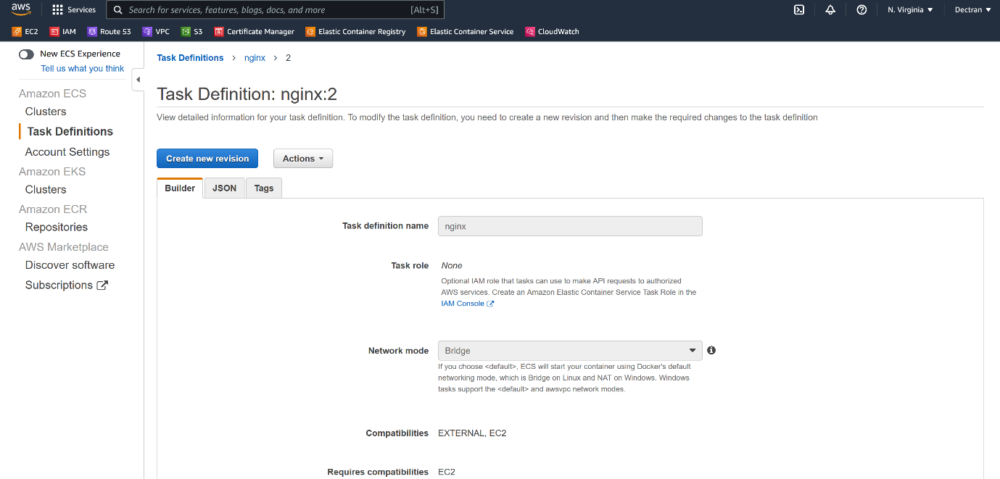 aws
Services
Search for services, features, blogs, docs, and more
[Alt+S]
N. Virginia
Dectran
EC2
IAM
Route 53
VPC
S3
Certificate Manager
Elastic Container Registry
Elastic Container Service
CloudWatch
New ECS Experience
Tell us what you think
Amazon ECS
Clusters
Task Definitions
Account Settings
Amazon EKS
Clusters
Amazon ECR
Repositories
AWS Marketplace
Discover software
Subscriptions
Task Definitions > nginx > 2
Task Definition: nginx:2
View detailed information for your task definition. To modify the task definition, you need to create a new revision and then make the required changes to the task definition
Create new revision
Actions
Builder
JSON
Tags
Task definition name
nginx
Task role
None
Optional IAM role that tasks can use to make API requests to authorized
AWS services. Create an Amazon Elastic Container Service Task Role in the
IAM Console
Network mode
Bridge
If you choose <default>, ECS will start your container using Docker's default
networking mode, which is Bridge on Linux and NAT on Windows. Windows
tasks support the <default> and awsvpc network modes.
Compatibilities
EXTERNAL, EC2
Requires compatibilities
EC2